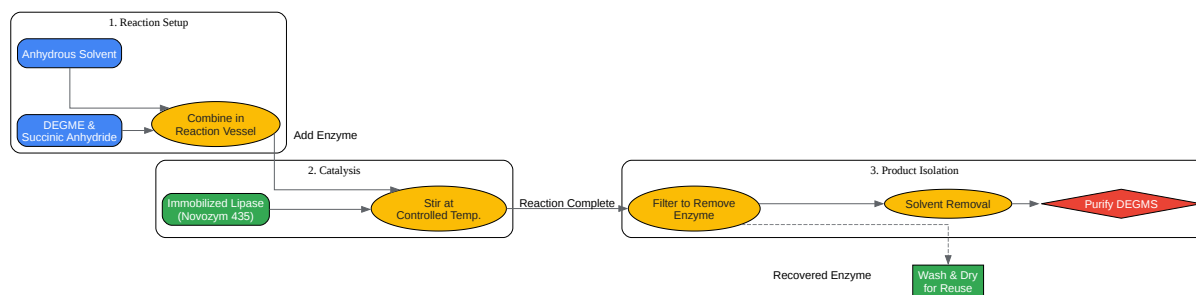 1. Reaction Setup
Anhydrous Solvent
DEGME &
Succinic Anhydride
Combine in
Reaction Vessel
Add Enzyme
2. Catalysis
Immobilized Lipase
(Novozym 435)
Stir at
Controlled Temp.
Reaction Complete
3. Product Isolation
Filter to Remove
Enzyme
Solvent Removal
Purify DEGMS
Recovered Enzyme
Wash & Dry
for Reuse